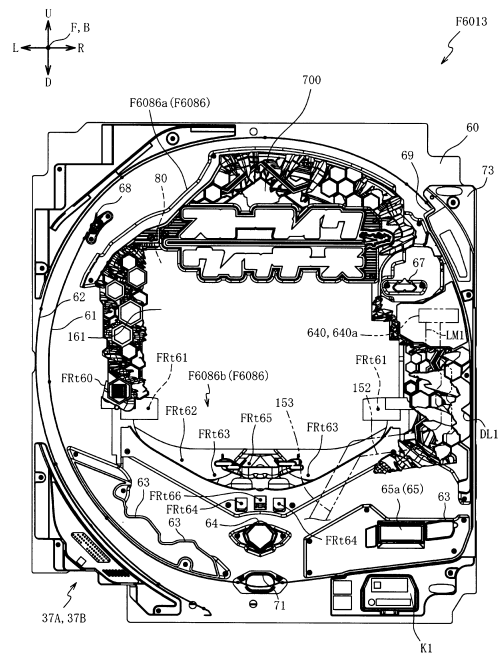 U
F,B
F6013
L
R
D
700
F6086a(F6086)
60
69
73
80
68
67
62
61
640,640a
LM1
161
FRt61
FRt61
FRt60
F6086b(F6086)
152
153
FRt62
FRt65
FRt63
FRt63
DL1
FRt66
65a(65)
63
FRt64
63
63
64
FRt64
71
37A,37B
K1